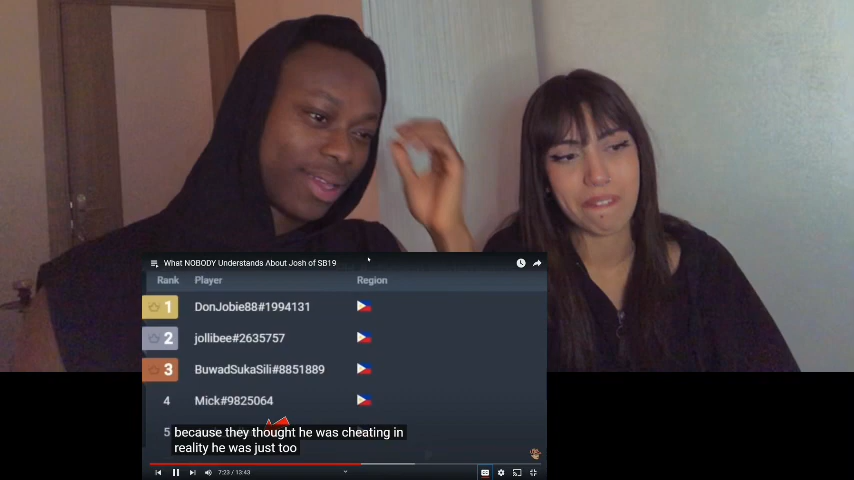 What NOBODY Understands About Josh of SB19
Rank Player Region
1 DonJobie88#1994131
2 jollibee#2635757
3 BuwadSukaSili#8851889
4 Mick#9825064
5
because they thought he was cheating in
reality he was just too
7:23 / 13:43